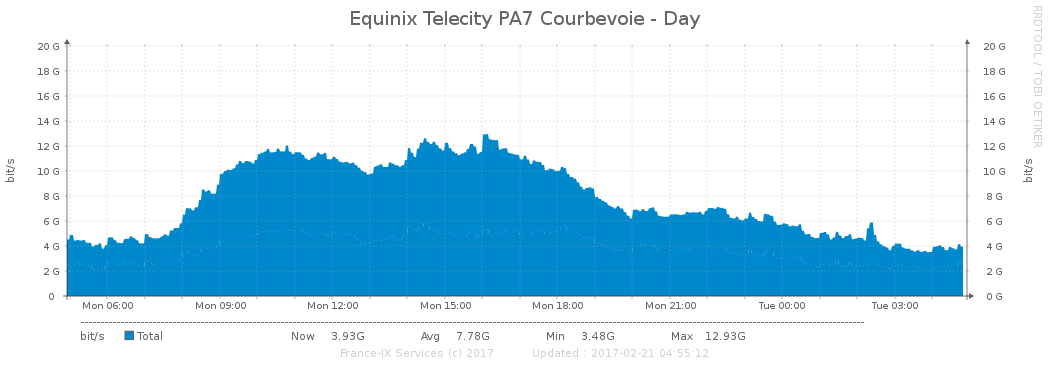 Equinix Telecity PA7 Courbevoie - Day
RRDTOOL / TOBI OETIKER
20 G 20 G
18 G 18 G
16 G 16 G
14 G 14 G
12 G 12 G
10 G 10 G
8 G 8 G
6 G 6 G
4 G 4 G
2 G 2 G
0 0 G
bit/s
bit/s
Mon 06:00 Mon 09:00 Mon 12:00 Mon 15:00 Mon 18:00 Mon 21:00 Tue 00:00 Tue 03:00
bit/s Total Now 3.93G Avg 7.78G Min 3.48G Max 12.93G
France-IX Services (c) 2017 Updated : 2017-02-21 04:55:12